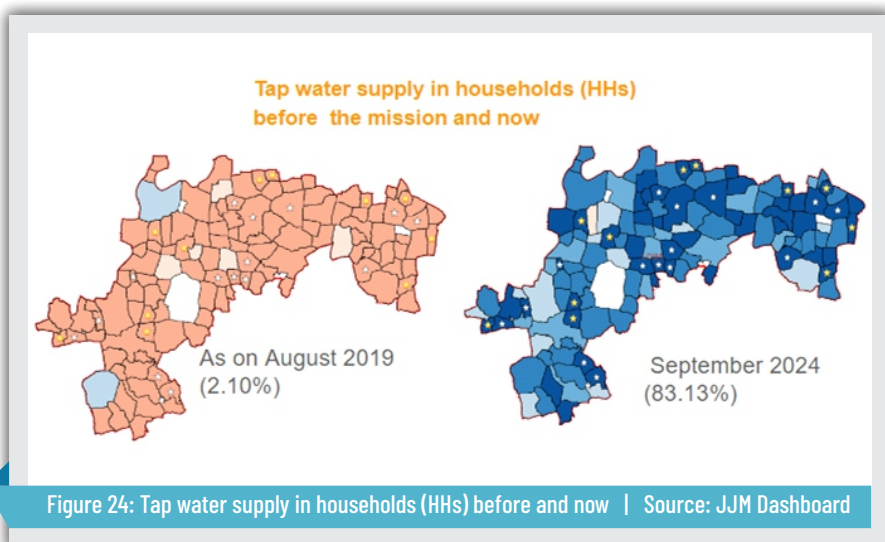 Tap water supply in households (HHs)
before the mission and now
As on August 2019
(2.10%)
September 2024
(83.13%)
Figure 24: Tap water supply in households (HHs) before and now | Source: JJM Dashboard